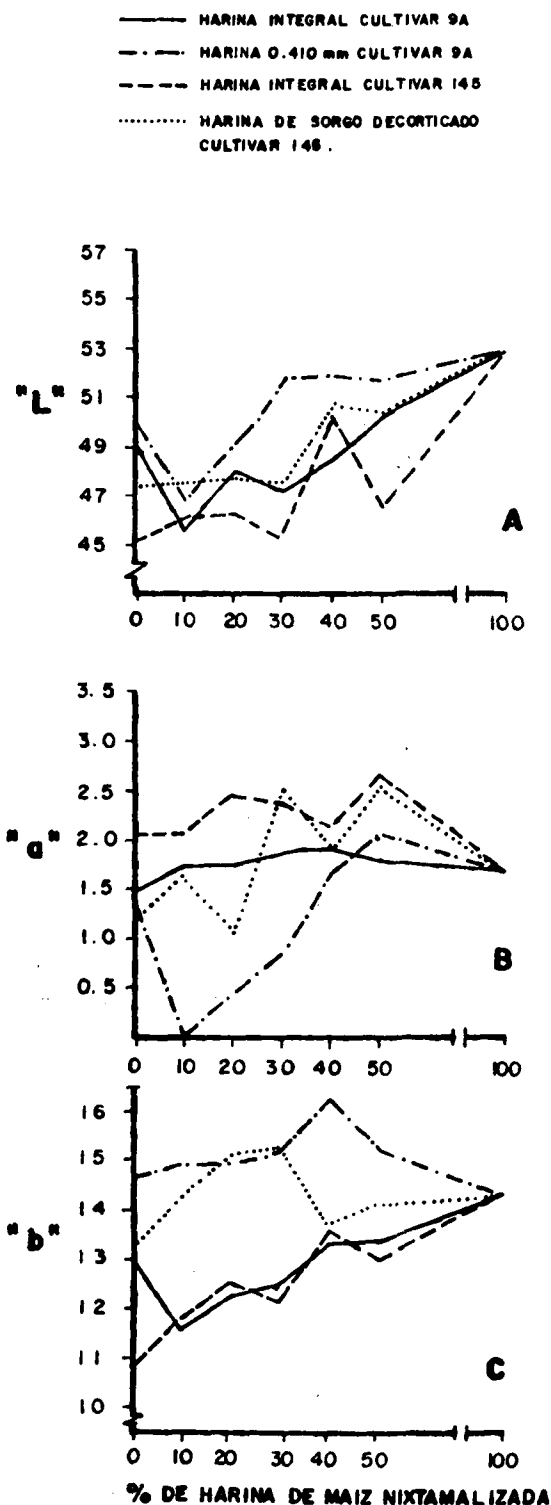 HARINA INTEGRAL CULTIVAR 9A
HARINA 0.410 mm CULTIVAR 9A
HARINA INTEGRAL CULTIVAR 145
HARINA DE SORGO DECORTICADO
CULTIVAR 146.
57
55
53
51
49
47
45
"L"
A
0 10 20 30 40 50 100
3.5
3.0
2.5
2.0
1.5
1.0
0.5
"a"
B
0 10 20 30 40 50 100
16
15
14
13
12
11
10
"b"
C
0 10 20 30 40 50 100
% DE HARINA DE MAIZ NIXTAMALIZADA